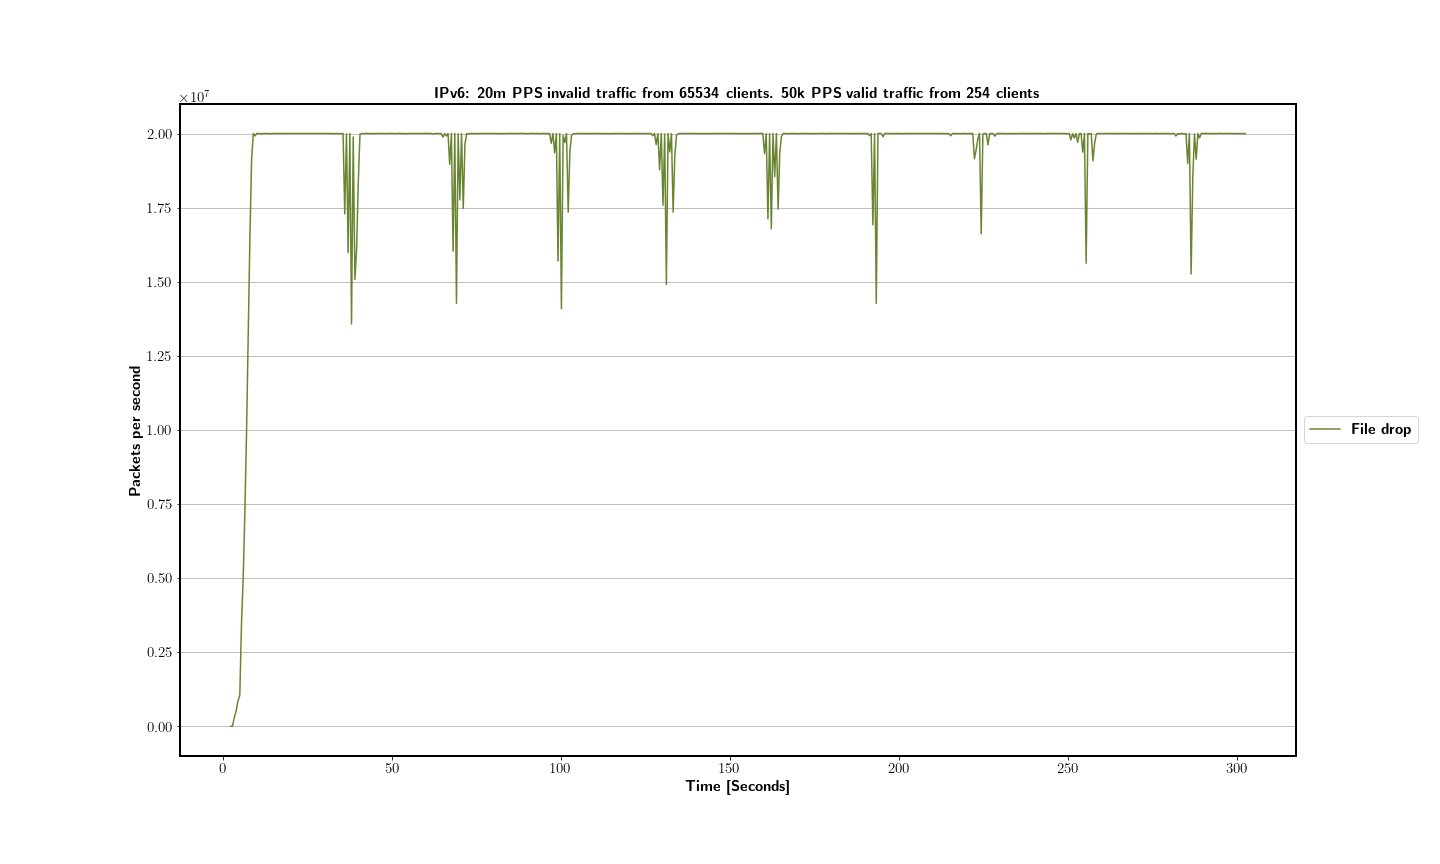 IPv6: 20m PPS invalid traffic from 65534 clients. 50k PPS valid traffic from 254 clients
×10⁷
2.00
1.75
1.50
1.25
1.00
0.75
0.50
0.25
0.00
Packets per second
0 50 100 150 200 250 300
Time [Seconds]
File drop